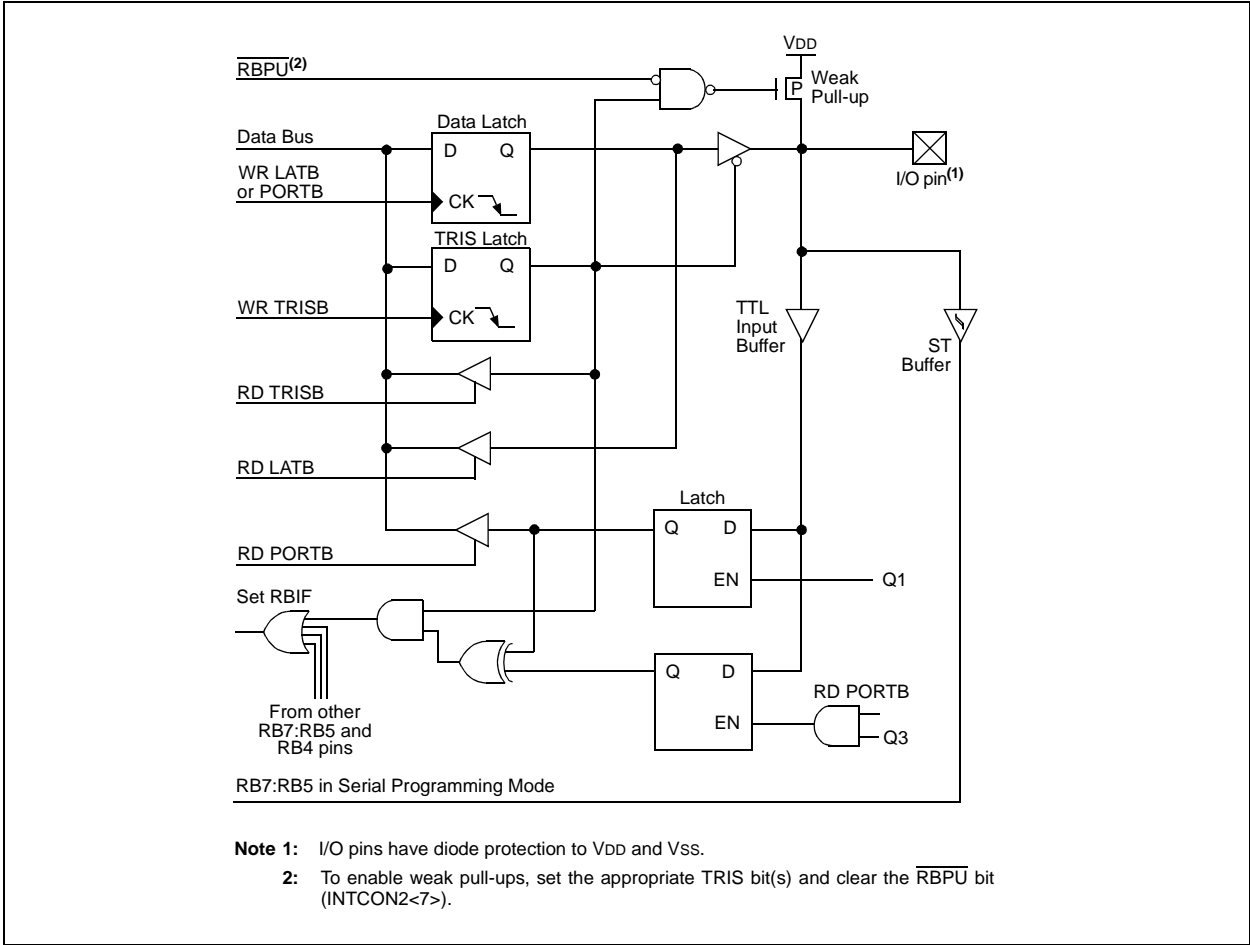 VDD
RBPU(2)
Weak
Pull-up
P
Data Latch
Data Bus
D Q
WR LATB
or PORTB
CK
I/O pin(1)
TRIS Latch
D Q
WR TRISB
CK
TTL
Input
Buffer
ST
Buffer
RD TRISB
RD LATB
Latch
Q D
RD PORTB
EN
Q1
Set RBIF
Q D
RD PORTB
EN
Q3
From other
RB7:RB5 and
RB4 pins
RB7:RB5 in Serial Programming Mode
Note 1: I/O pins have diode protection to VDD and VSS.
2: To enable weak pull-ups, set the appropriate TRIS bit(s) and clear the RBPU bit
(INTCON2<7>).